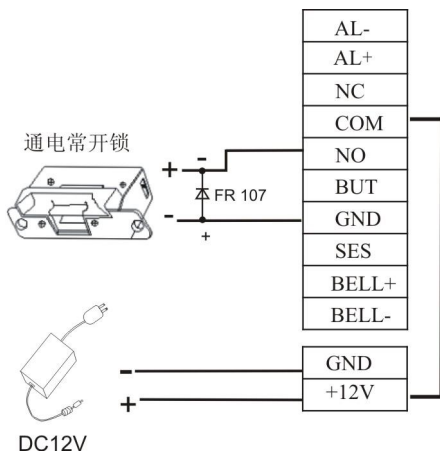 AL-
AL+
NC
COM
NO
BUT
GND
SES
BELL+
BELL-
通电常开锁
+ -
FR 107
-
+
- GND
+ +12V
DC12V